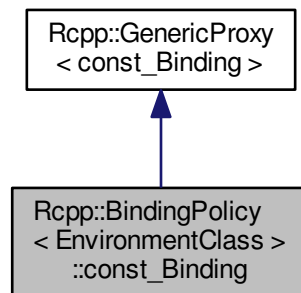 Rcpp::GenericProxy
< const_Binding >
Rcpp::BindingPolicy
< EnvironmentClass >
::const_Binding